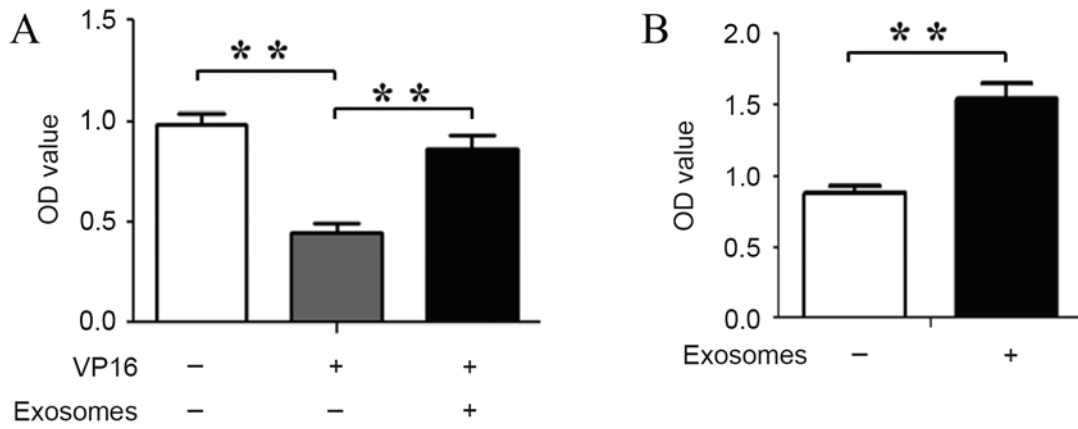 A
1.5
1.0
0.5
0.0
OD value
* *
* *
VP16 – + +
Exosomes – – +
B
2.0
1.5
1.0
0.5
0.0
OD value
* *
Exosomes – +